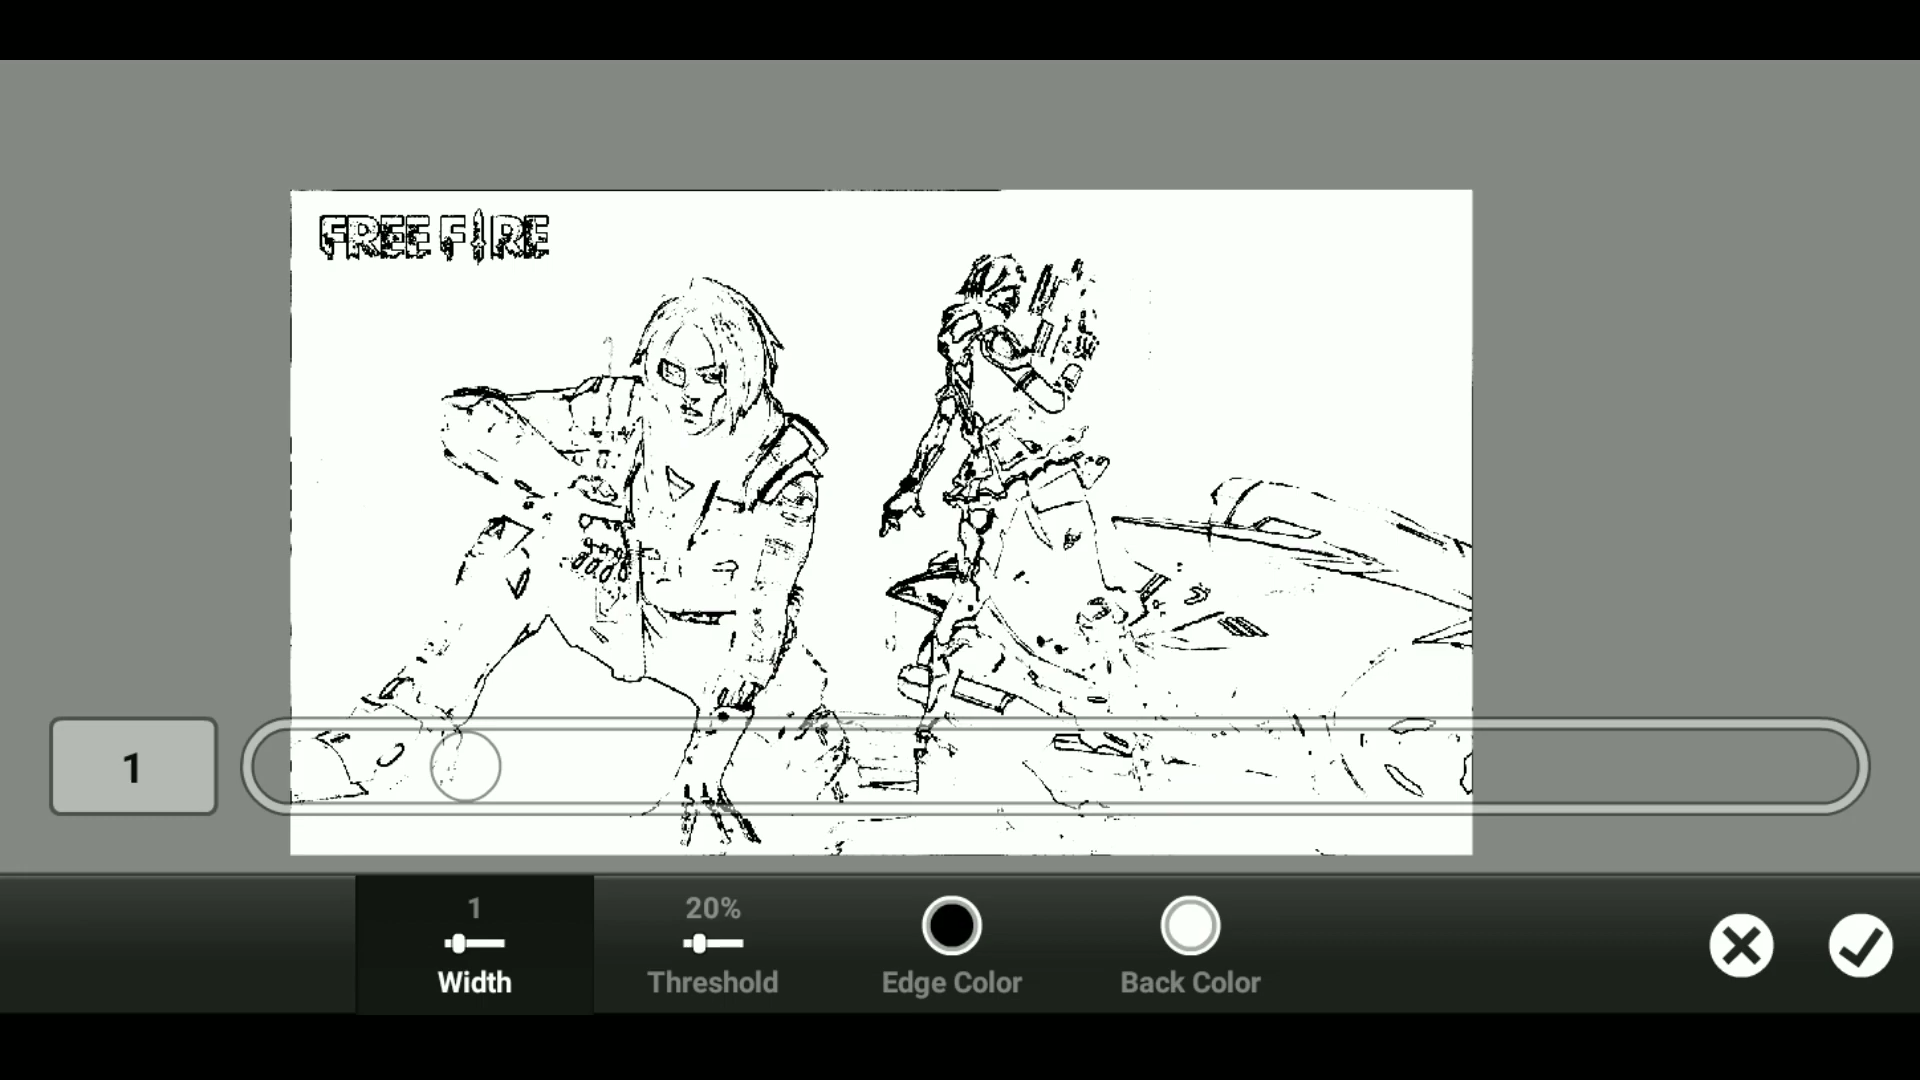 FREE FIRE
1
1
Width
20%
Threshold
Edge Color
Back Color